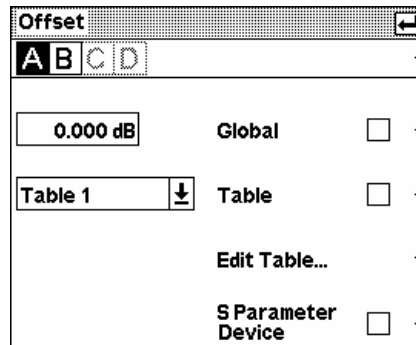 Offset
A B C D
0.000 dB Global
Table 1 Table
Edit Table...
S Parameter
Device